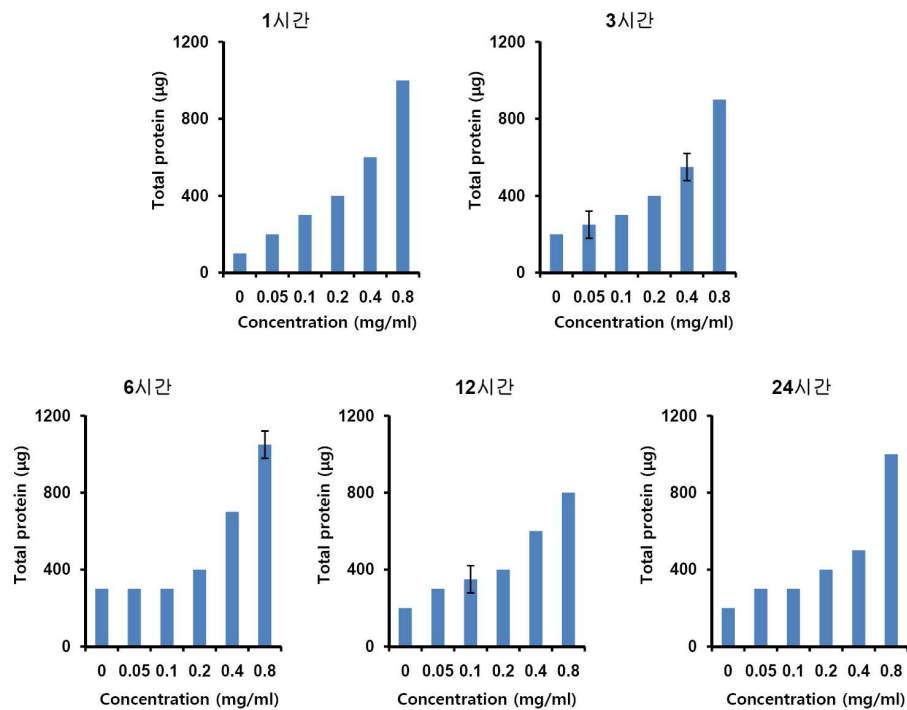 1시간
1200
800
400
0
Total protein (µg)
0 0.05 0.1 0.2 0.4 0.8
Concentration (mg/ml)
3시간
1200
800
400
0
Total protein (µg)
0 0.05 0.1 0.2 0.4 0.8
Concentration (mg/ml)
6시간
1200
800
400
0
Total protein (µg)
0 0.05 0.1 0.2 0.4 0.8
Concentration (mg/ml)
12시간
1200
800
400
0
Total protein (µg)
0 0.05 0.1 0.2 0.4 0.8
Concentration (mg/ml)
24시간
1200
800
400
0
Total protein (µg)
0 0.05 0.1 0.2 0.4 0.8
Concentration (mg/ml)